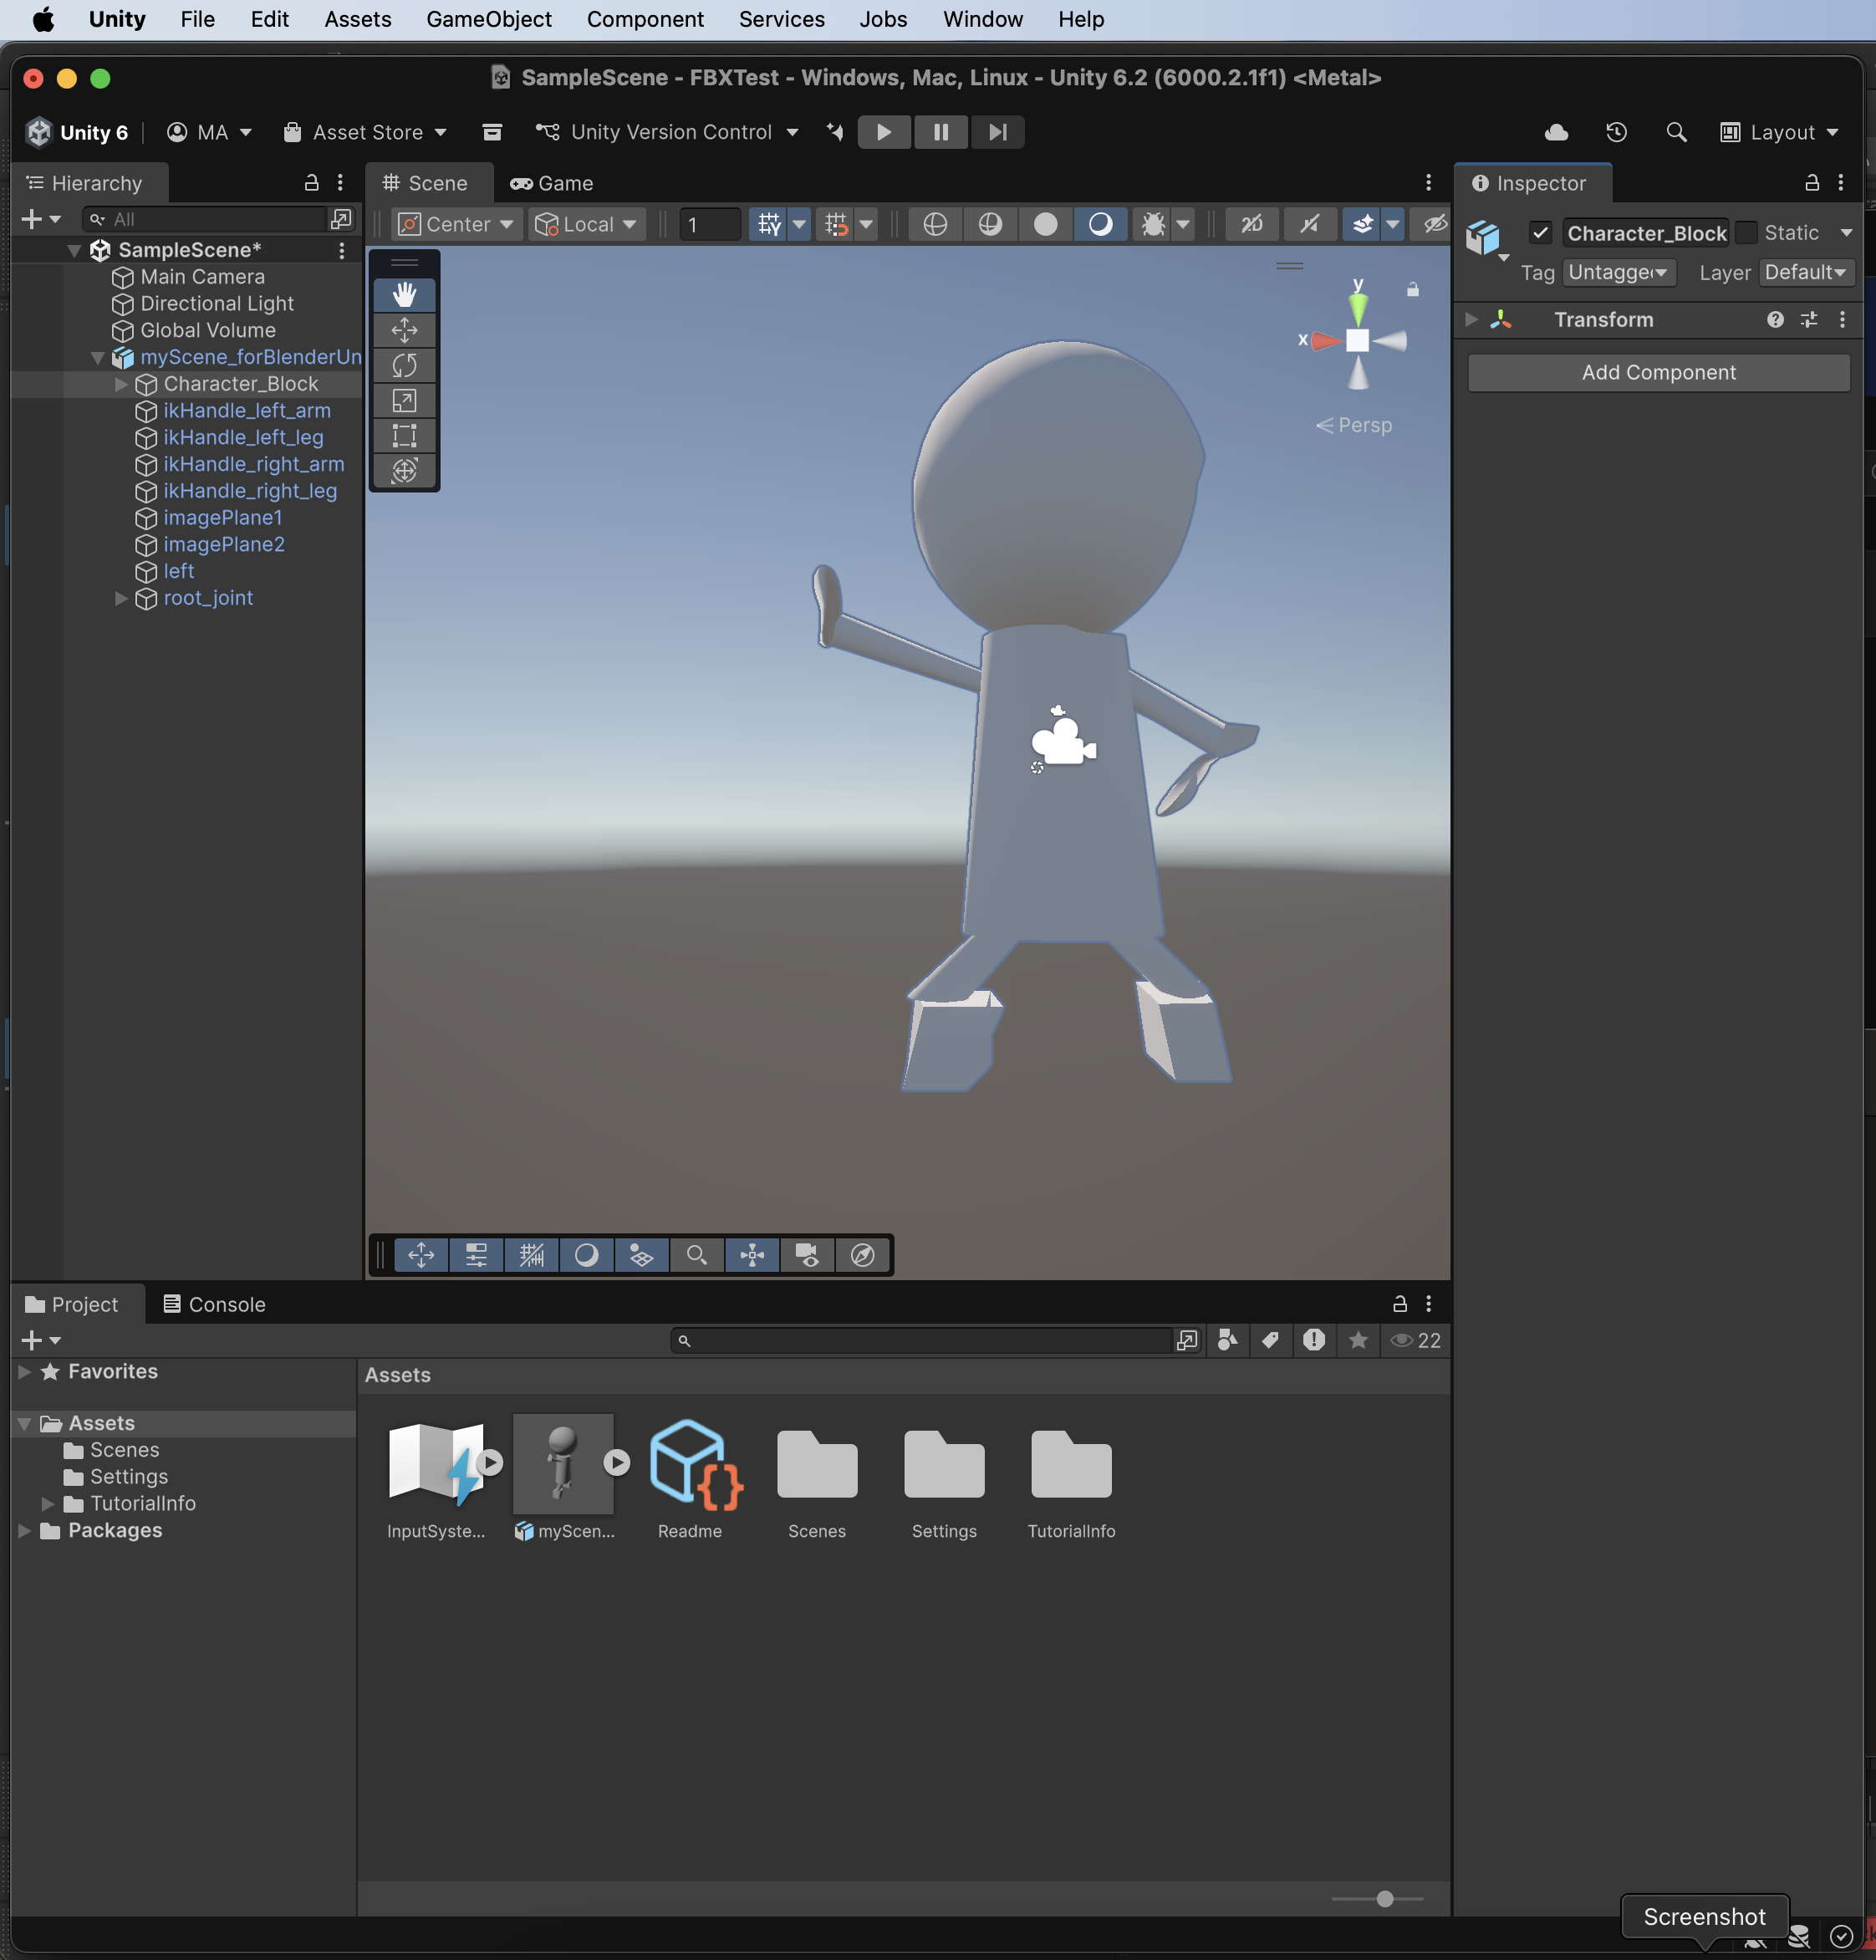 Unity File Edit Assets GameObject Component Services Jobs Window Help
SampleScene - FBXTest - Windows, Mac, Linux - Unity 6.2 (6000.2.1f1) <Metal>
Unity 6 MA Asset Store Unity Version Control Layout
Hierarchy
All
SampleScene*
Main Camera
Directional Light
Global Volume
myScene_forBlenderUn
Character_Block
ikHandle_left_arm
ikHandle_left_leg
ikHandle_right_arm
ikHandle_right_leg
imagePlane1
imagePlane2
left
root_joint
Scene Game
Center Local 1 2D
y
x
Persp
Inspector
Character_Block Static
Tag Untagge Layer Default
Transform
Add Component
Project Console
22
Favorites
Assets
Scenes
Settings
TutorialInfo
Packages
Assets
InputSyste... myScen... Readme Scenes Settings TutorialInfo
Screenshot